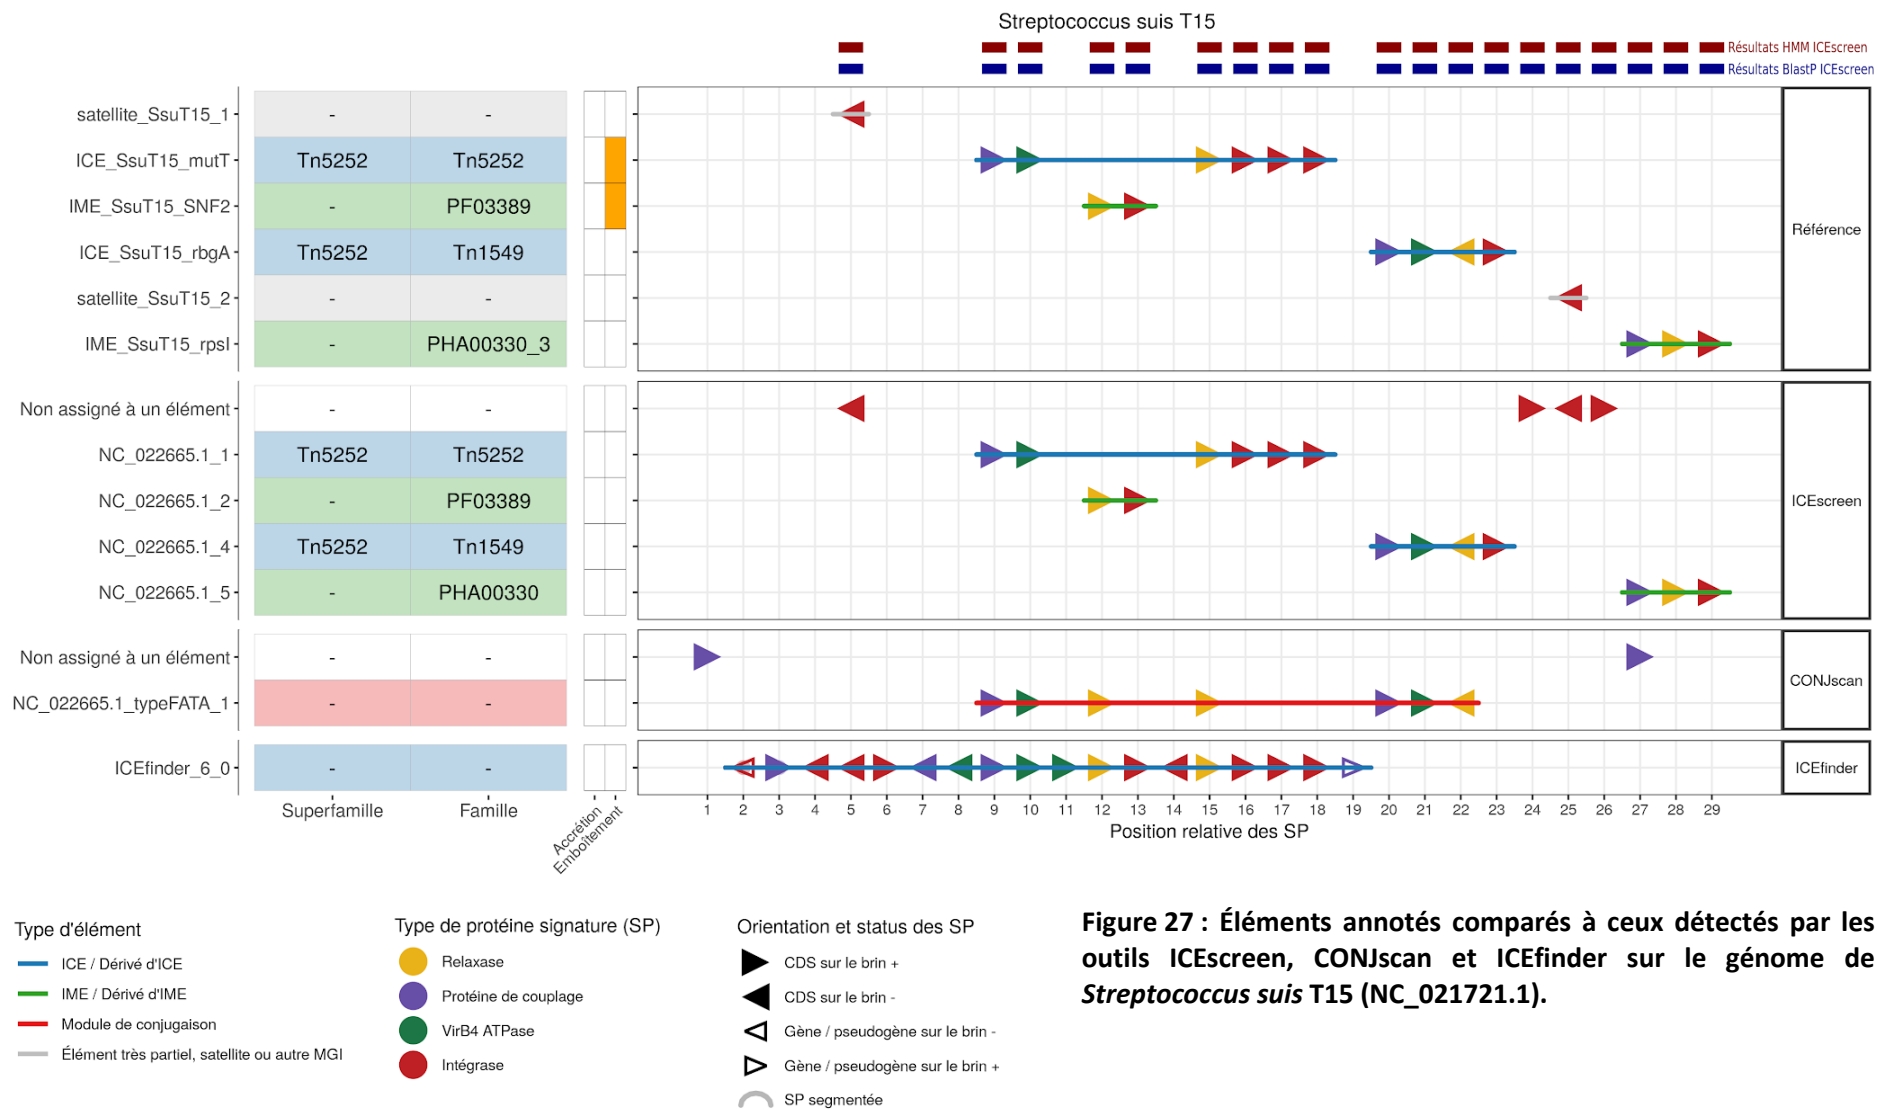 Streptococcus suis T15
Résultats HMM ICEscreen
Résultats BlastP ICEscreen
satellite_SsuT15_1 - -
ICE_SsuT15_mutT Tn5252 Tn5252
IME_SsuT15_SNF2 - PF03389
ICE_SsuT15_rbgA Tn5252 Tn1549
satellite_SsuT15_2 - -
IME_SsuT15_rpsI - PHA00330_3
Référence
Non assigné à un élément - -
NC_022665.1_1 Tn5252 Tn5252
NC_022665.1_2 - PF03389
NC_022665.1_4 Tn5252 Tn1549
NC_022665.1_5 - PHA00330
ICEscreen
Non assigné à un élément - -
NC_022665.1_typeFATA_1 - -
CONJscan
ICEfinder_6_0 - -
ICEfinder
Superfamille Famille
Accrétion
Emboîtement
1 2 3 4 5 6 7 8 9 10 11 12 13 14 15 16 17 18 19 20 21 22 23 24 25 26 27 28 29
Position relative des SP
Type d'élément
ICE / Dérivé d'ICE
IME / Dérivé d'IME
Module de conjugaison
Élément très partiel, satellite ou autre MGI
Type de protéine signature (SP)
Relaxase
Protéine de couplage
VirB4 ATPase
Intégrase
Orientation et status des SP
CDS sur le brin +
CDS sur le brin -
Gène / pseudogène sur le brin -
Gène / pseudogène sur le brin +
SP segmentée
Figure 27 : Éléments annotés comparés à ceux détectés par les
outils ICEscreen, CONJscan et ICEfinder sur le génome de
Streptococcus suis T15 (NC_021721.1).